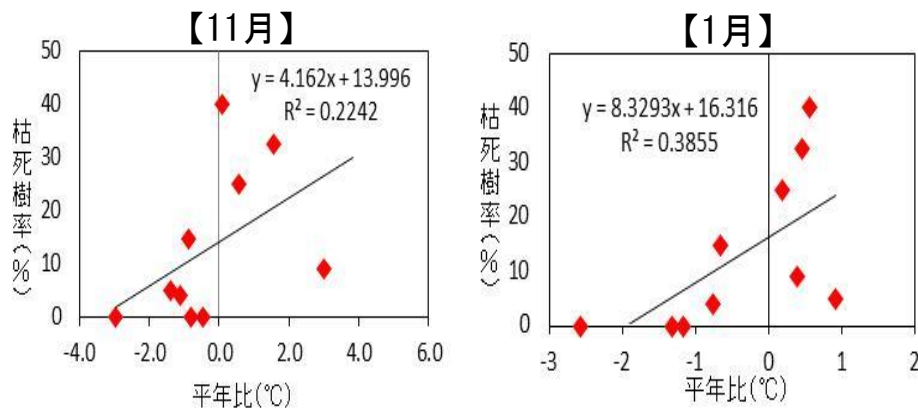 【11月】
50
40
30
20
10
0
枯死樹率(%)
y = 4.162x + 13.996
R² = 0.2242
-4.0 -2.0 0.0 2.0 4.0 6.0
平年比(℃)
【1月】
50
40
30
20
10
0
枯死樹率(%)
y = 8.3293x + 16.316
R² = 0.3855
-3 -2 -1 0 1 2
平年比(℃)